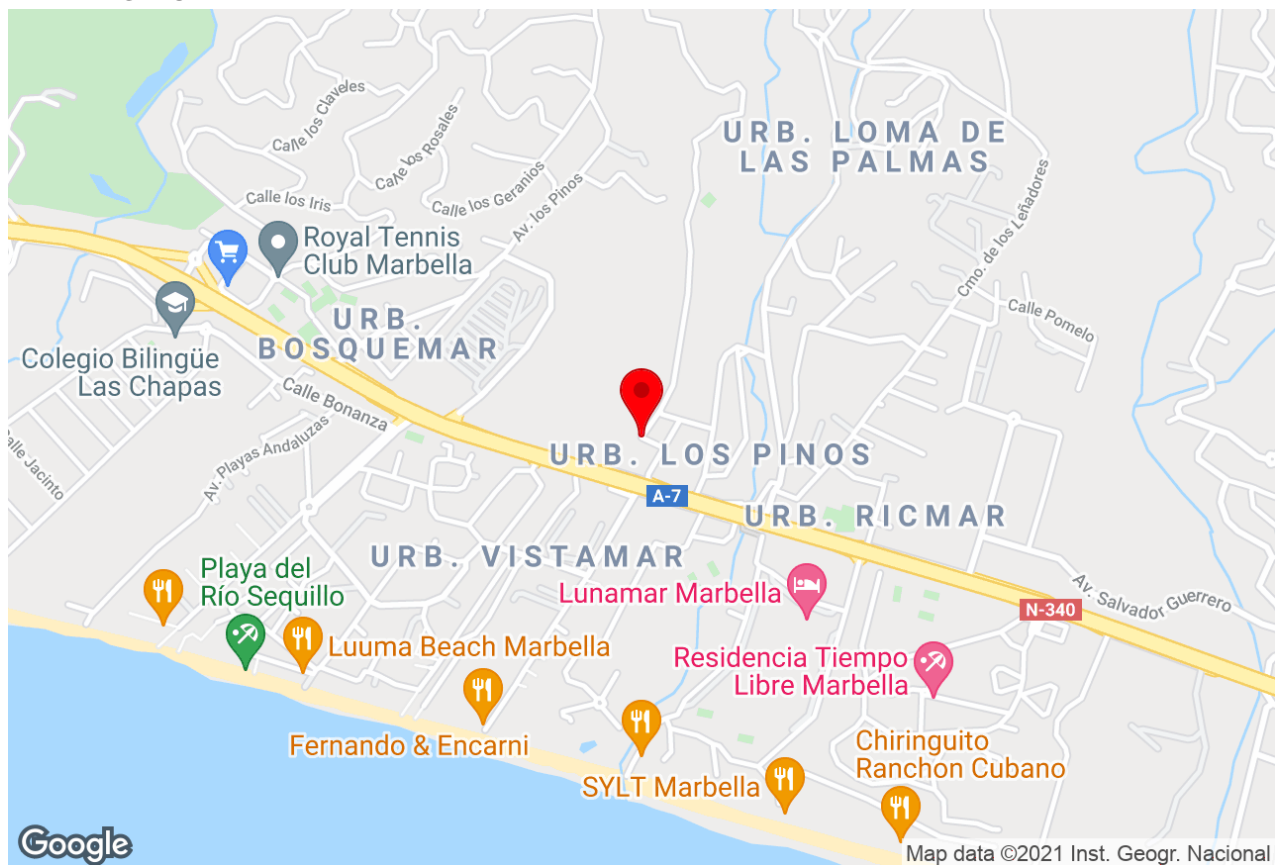 URB. LOMA DE
LAS PALMAS
Calle los Claveles
Calle los Rosales
Calle los Geranios
Calle los Iris
Av. los Pinos
Cmo. de los Leñadores
Royal Tennis
Club Marbella
Calle Pomelo
URB.
BOSQUEMAR
Colegio Bilingüe
Las Chapas
Calle Bonanza
Calle Jacinto
Av. Playas Andaluzas
URB. LOS PINOS
A-7
URB. RICMAR
URB. VISTAMAR
Playa del
Río Sequillo
Lunamar Marbella
Av. Salvador Guerrero
N-340
Luuma Beach Marbella
Residencia Tiempo
Libre Marbella
Fernando & Encarni
Chiringuito
Ranchon Cubano
SYLT Marbella
Google
Map data ©2021 Inst. Geogr. Nacional